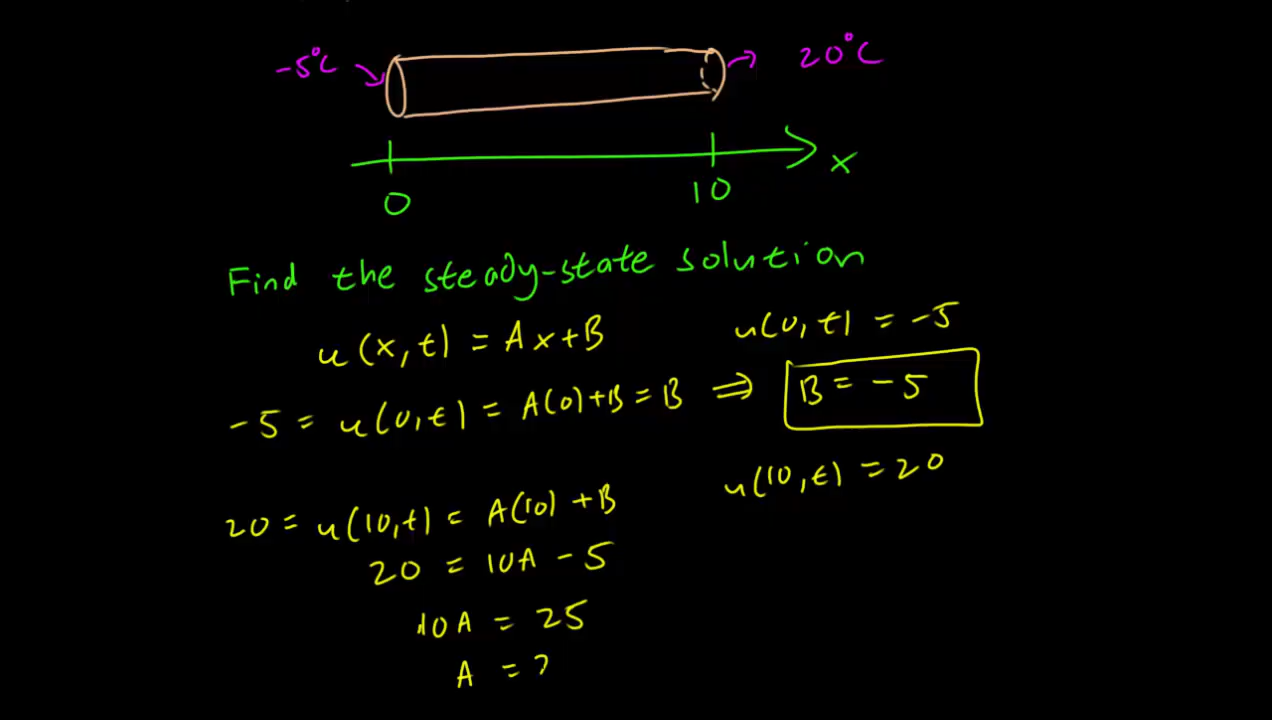 -5°C 20°C
x
0 10
Find the steady-state solution
u(x,t) = Ax+B u(0,t) = -5
-5 = u(0,t) = A(0)+B = B ⇒ B = -5
u(10,t) = 20
20 = u(10,t) = A(10) + B
20 = 10A - 5
10A = 25
A = 2